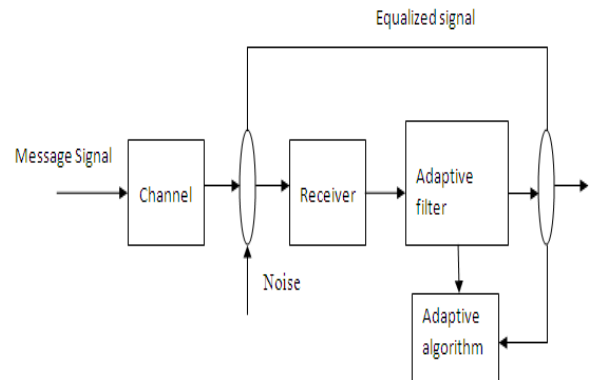 Equalized signal
Message Signal
Channel
Receiver
Adaptive
filter
Noise
Adaptive
algorithm